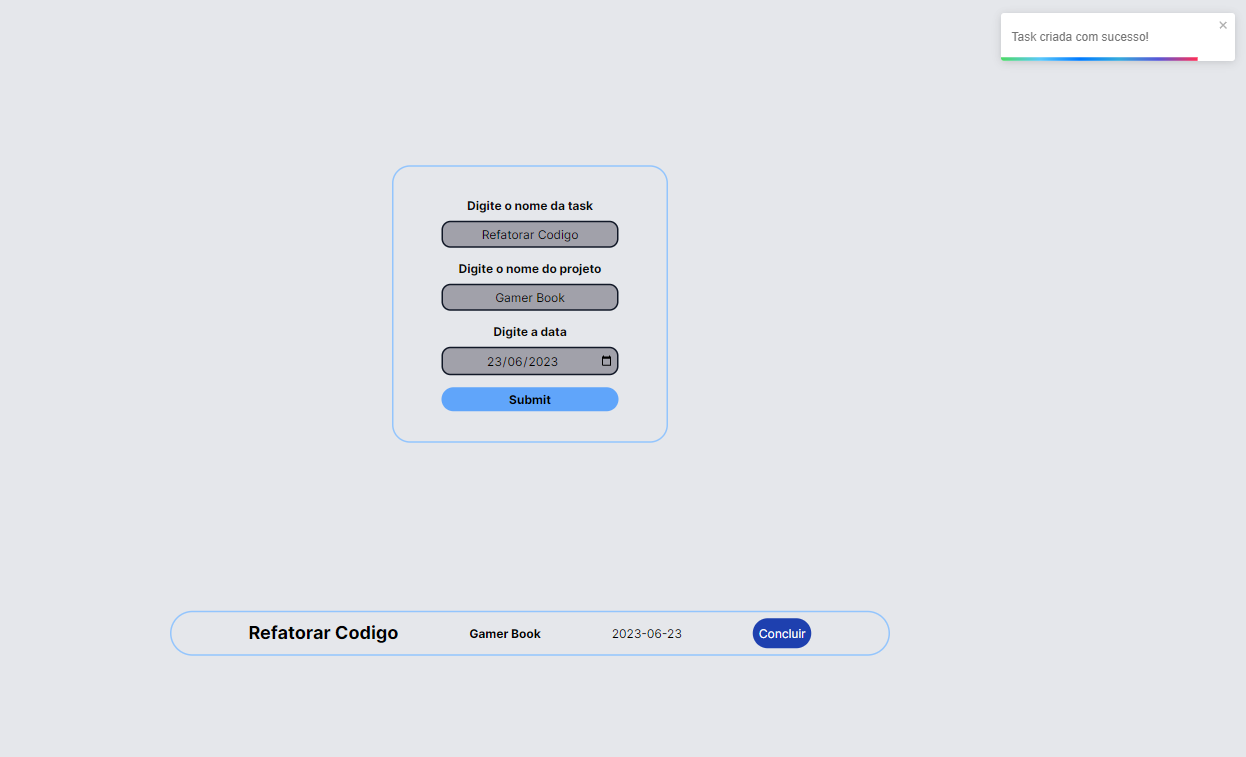 Task criada com sucesso!
Digite o nome da task
Refatorar Codigo
Digite o nome do projeto
Gamer Book
Digite a data
23/06/2023
Submit
Refatorar Codigo Gamer Book 2023-06-23 Concluir